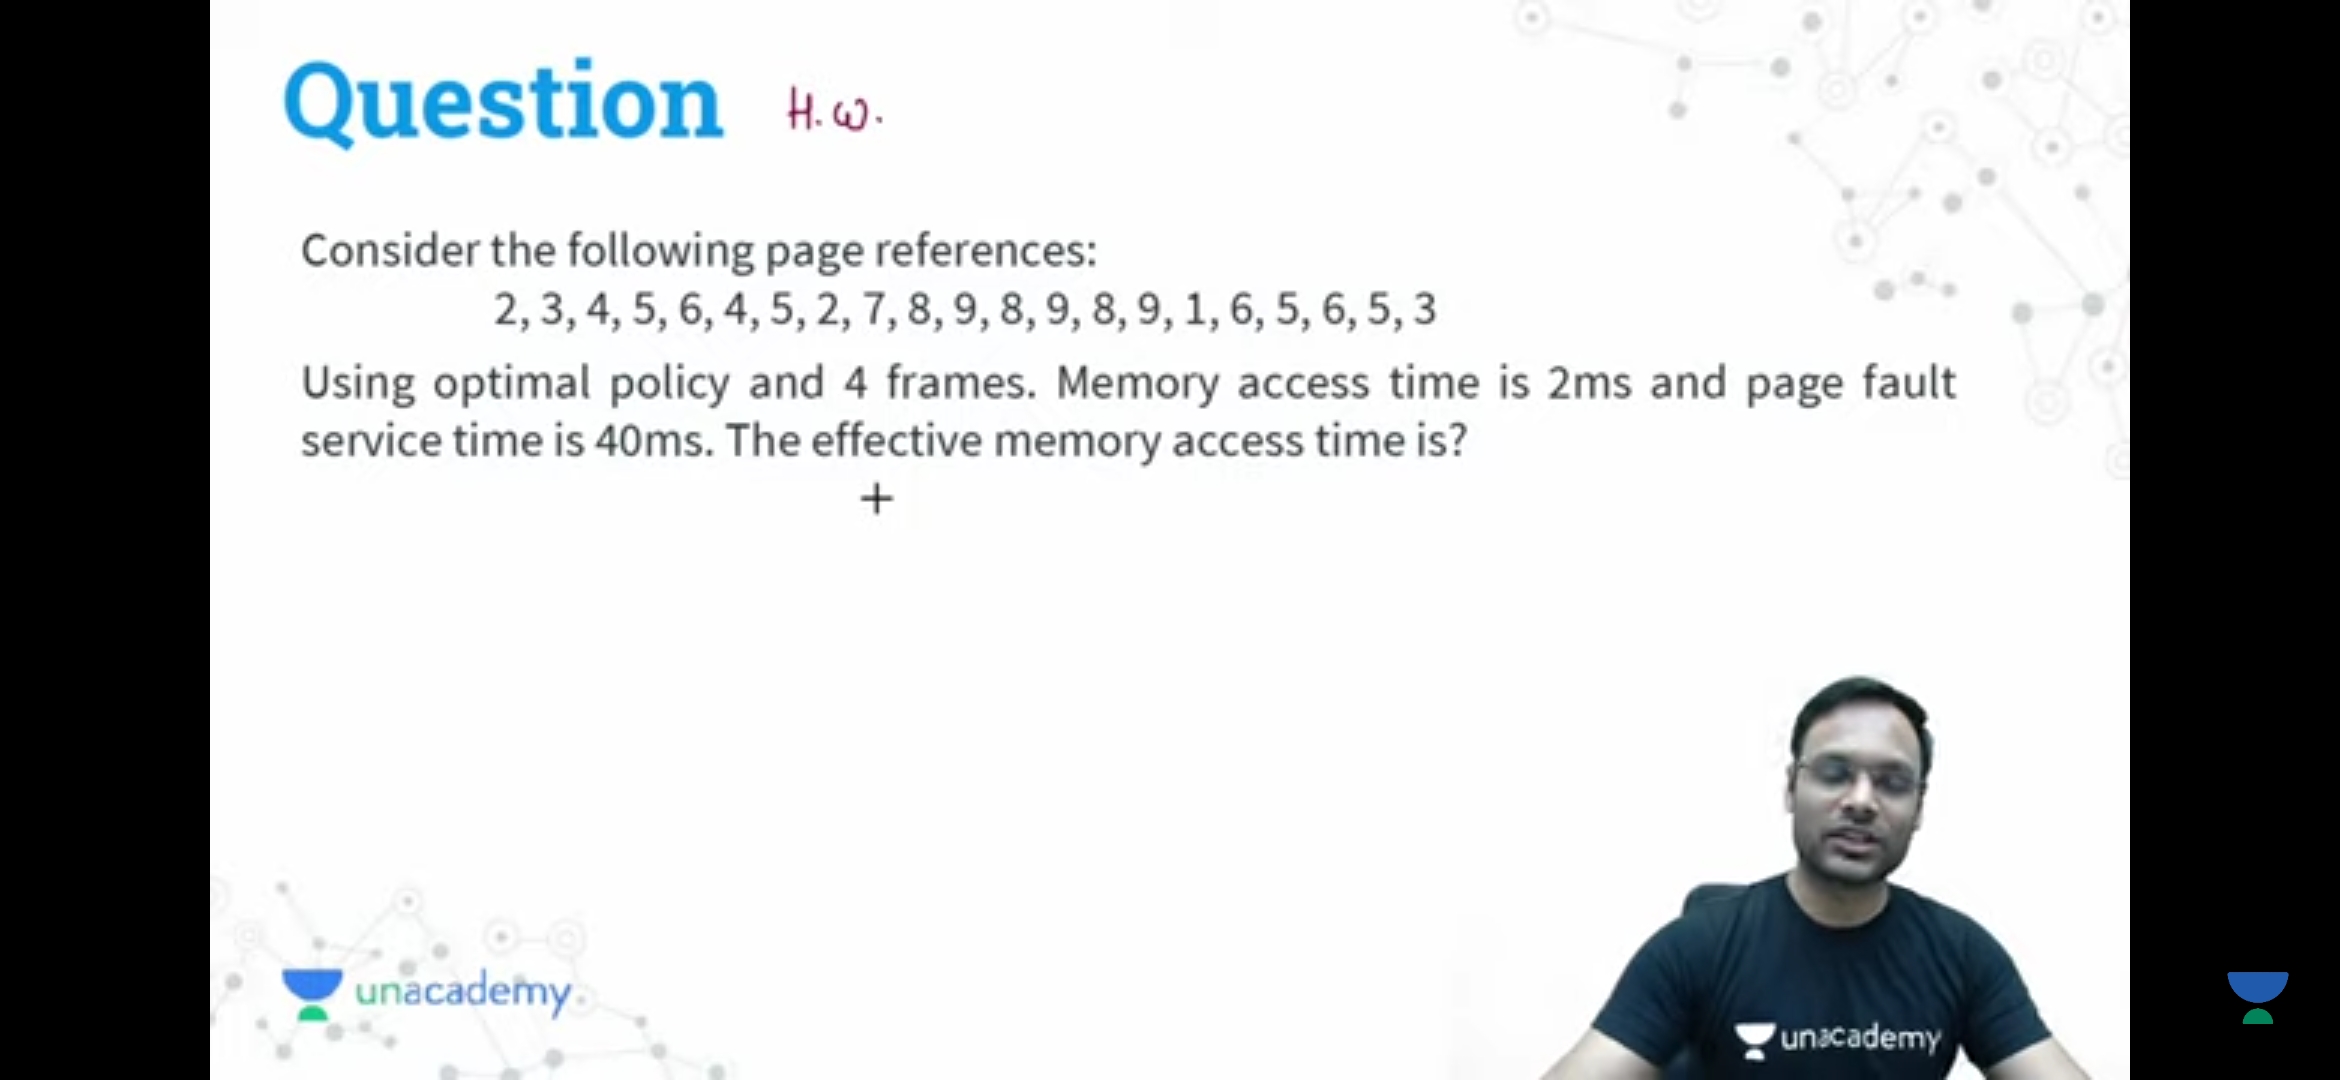 Question H.W.
Consider the following page references:
2, 3, 4, 5, 6, 4, 5, 2, 7, 8, 9, 8, 9, 8, 9, 1, 6, 5, 6, 5, 3
Using optimal policy and 4 frames. Memory access time is 2ms and page fault
service time is 40ms. The effective memory access time is?
unacademy
unacademy